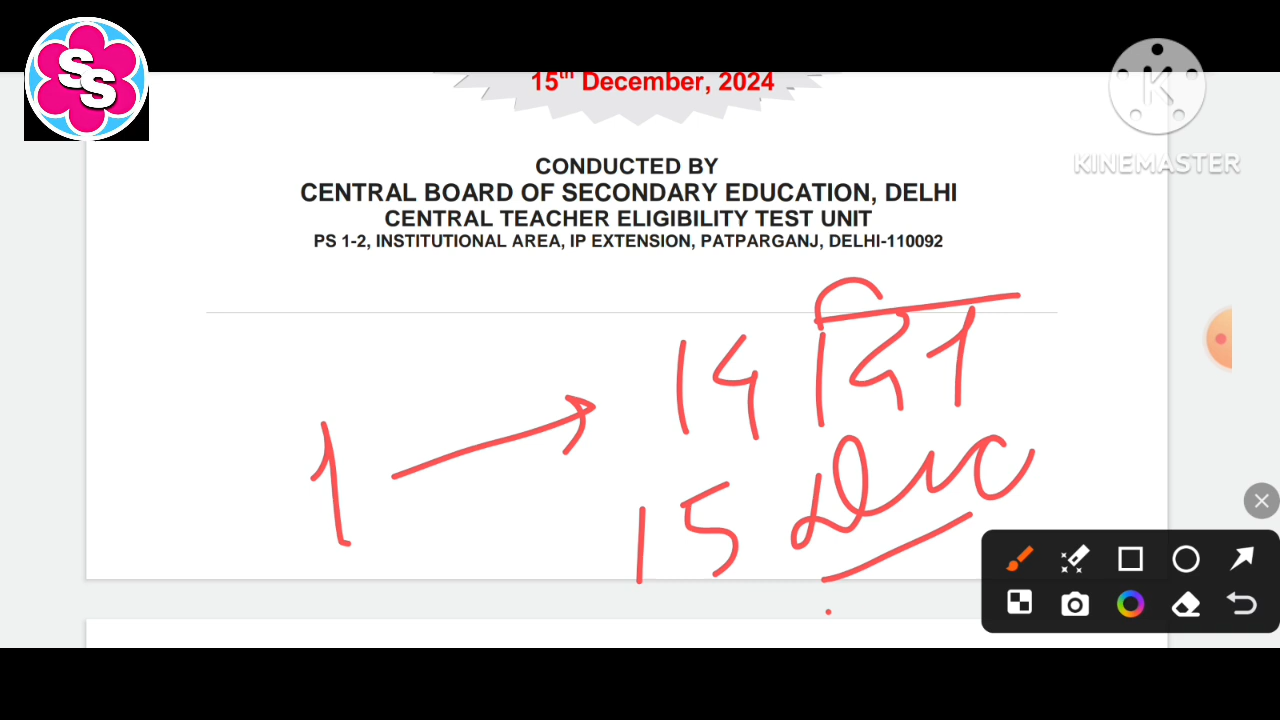 SS
15th December, 2024
KINEMASTER
CONDUCTED BY
CENTRAL BOARD OF SECONDARY EDUCATION, DELHI
CENTRAL TEACHER ELIGIBILITY TEST UNIT
PS 1-2, INSTITUTIONAL AREA, IP EXTENSION, PATPARGANJ, DELHI-110092
1 → 14 दिन
15 Dec